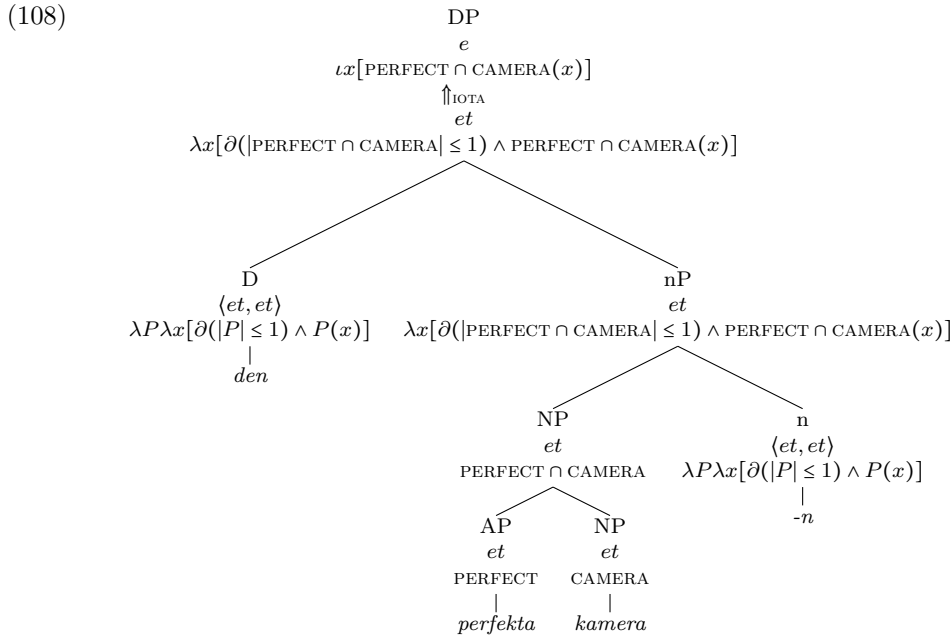 (108)
DP
e
ιx[PERFECT ∩ CAMERA(x)]
⇑IOTA
et
λx[∂(|PERFECT ∩ CAMERA| ≤ 1) ∧ PERFECT ∩ CAMERA(x)]
D nP
⟨et, et⟩ et
λPλx[∂(|P| ≤ 1) ∧ P(x)] λx[∂(|PERFECT ∩ CAMERA| ≤ 1) ∧ PERFECT ∩ CAMERA(x)]
den
NP n
et ⟨et, et⟩
PERFECT ∩ CAMERA λPλx[∂(|P| ≤ 1) ∧ P(x)]
-n
AP NP
et et
PERFECT CAMERA
perfekta kamera